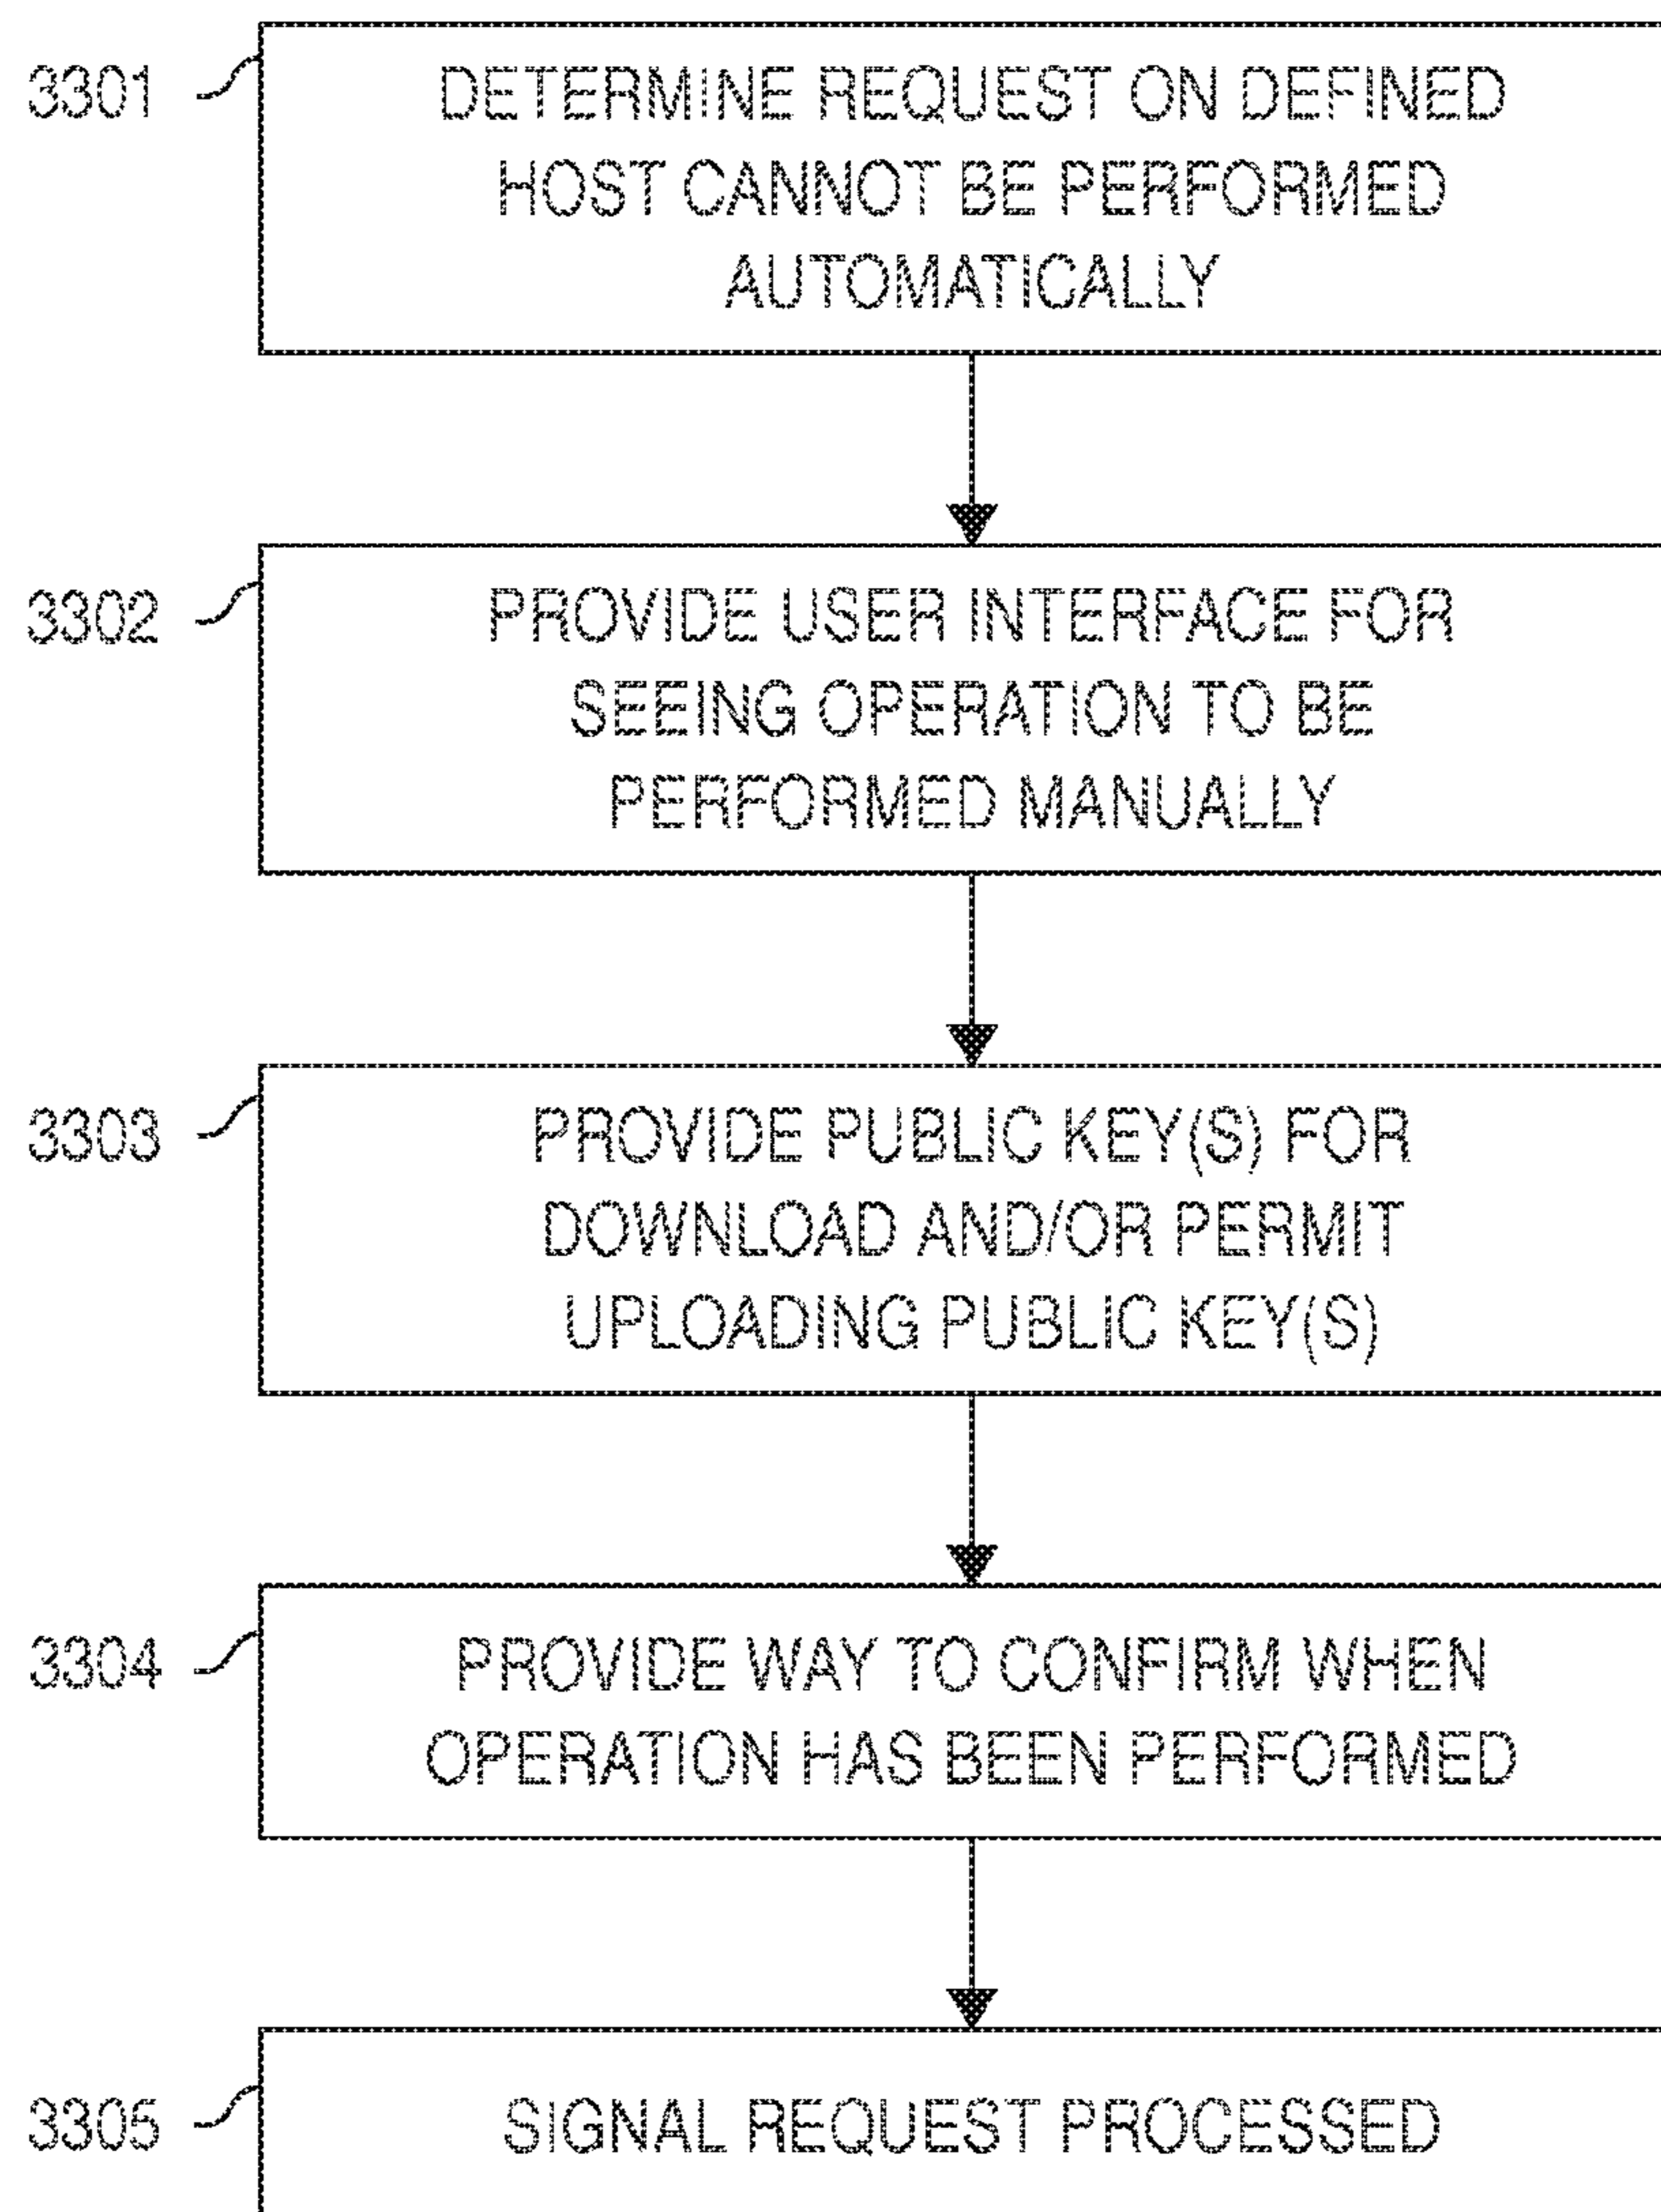 3301
DETERMINE REQUEST ON DEFINED
HOST CANNOT BE PERFORMED
AUTOMATICALLY
3302
PROVIDE USER INTERFACE FOR
SEEING OPERATION TO BE
PERFORMED MANUALLY
3303
PROVIDE PUBLIC KEY(S) FOR
DOWNLOAD AND/OR PERMIT
UPLOADING PUBLIC KEY(S)
3304
PROVIDE WAY TO CONFIRM WHEN
OPERATION HAS BEEN PERFORMED
3305
SIGNAL REQUEST PROCESSED